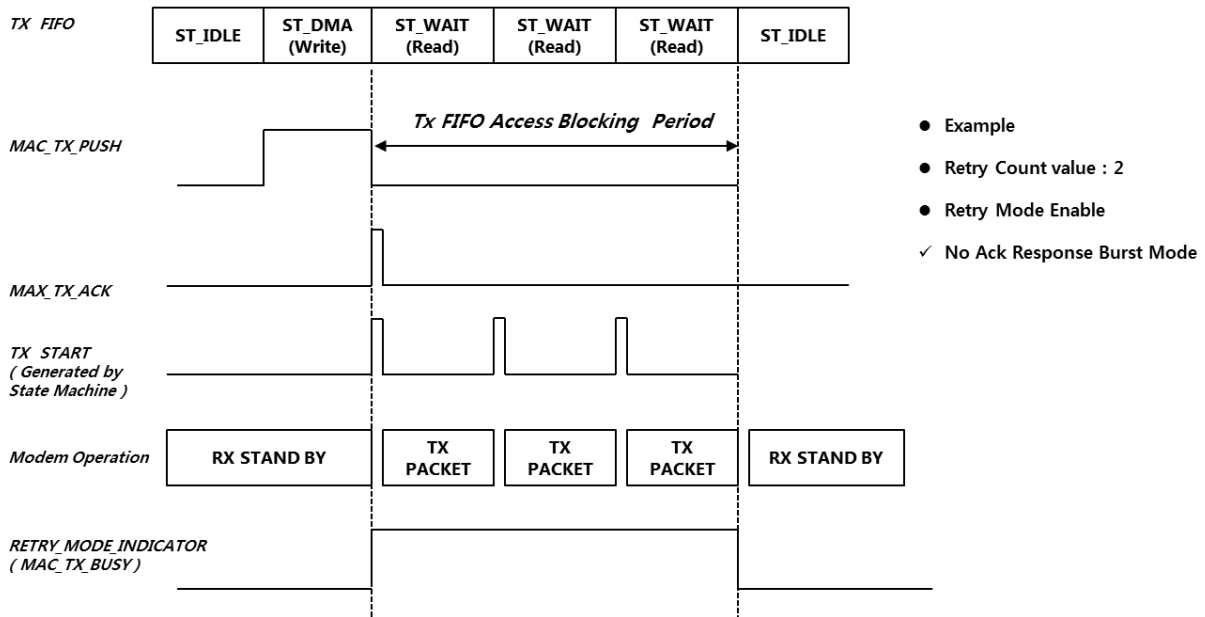 TX FIFO
ST_IDLE
ST_DMA
(Write)
ST_WAIT
(Read)
ST_WAIT
(Read)
ST_WAIT
(Read)
ST_IDLE
MAC_TX_PUSH
Tx FIFO Access Blocking Period
● Example
● Retry Count value : 2
● Retry Mode Enable
✓ No Ack Response Burst Mode
MAX_TX_ACK
TX START
( Generated by
State Machine )
Modem Operation
RX STAND BY
TX
PACKET
TX
PACKET
TX
PACKET
RX STAND BY
RETRY_MODE_INDICATOR
( MAC_TX_BUSY )